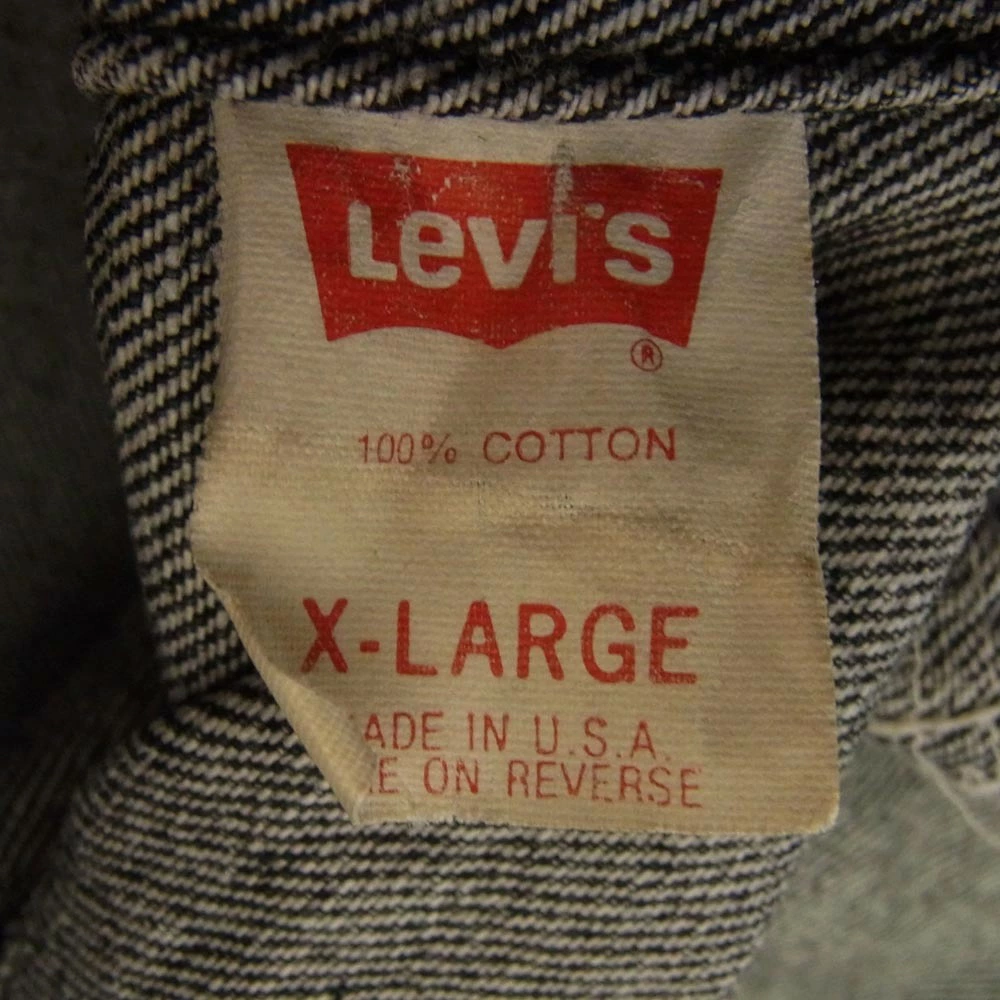 Levi's
®
100% COTTON
X-LARGE
ADE IN U.S.A.
E ON REVERSE